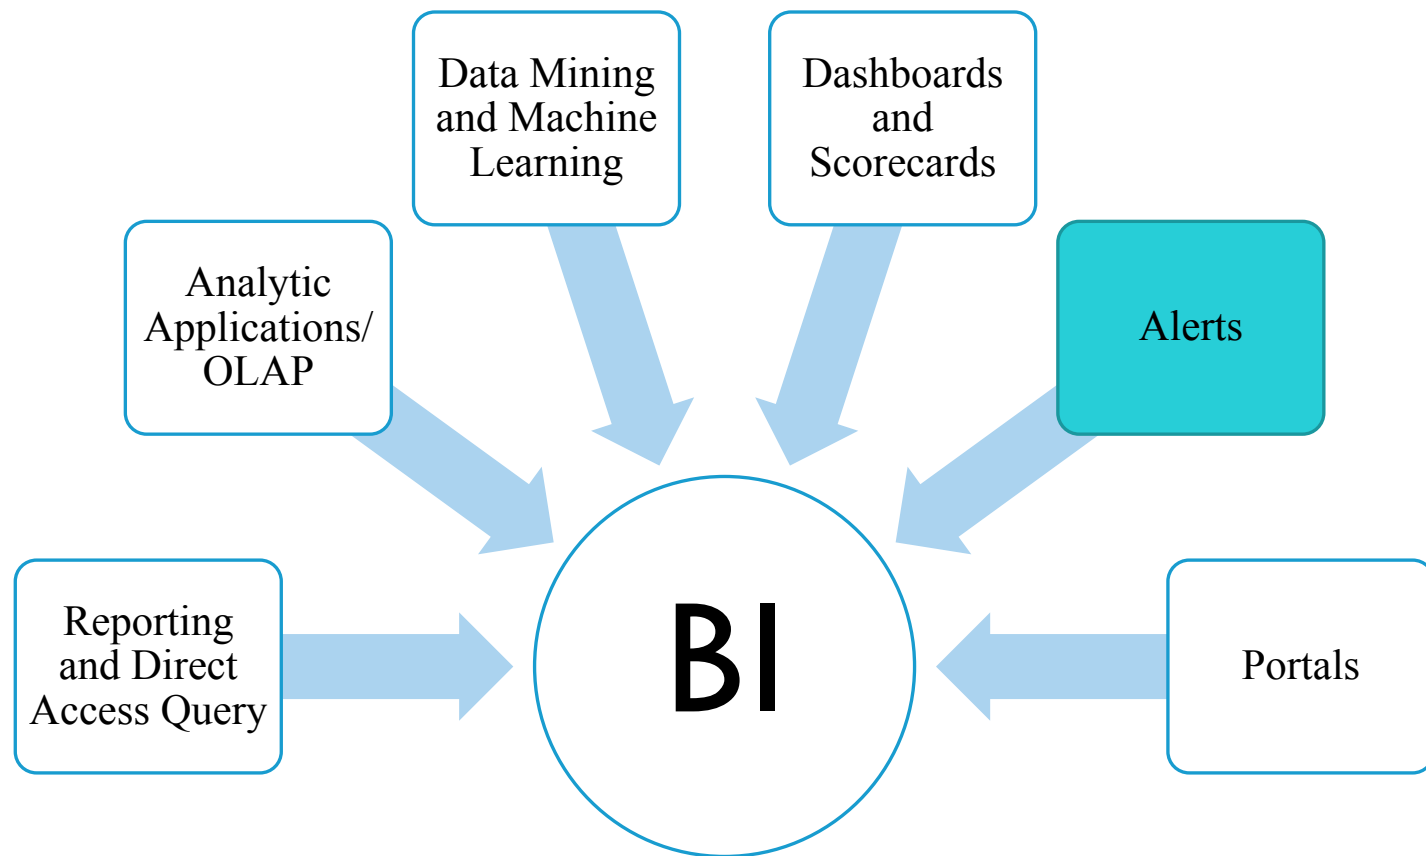 Data Mining
and Machine
Learning
Dashboards
and
Scorecards
Analytic
Applications/
OLAP
Alerts
Reporting
and Direct
Access Query
BI
Portals